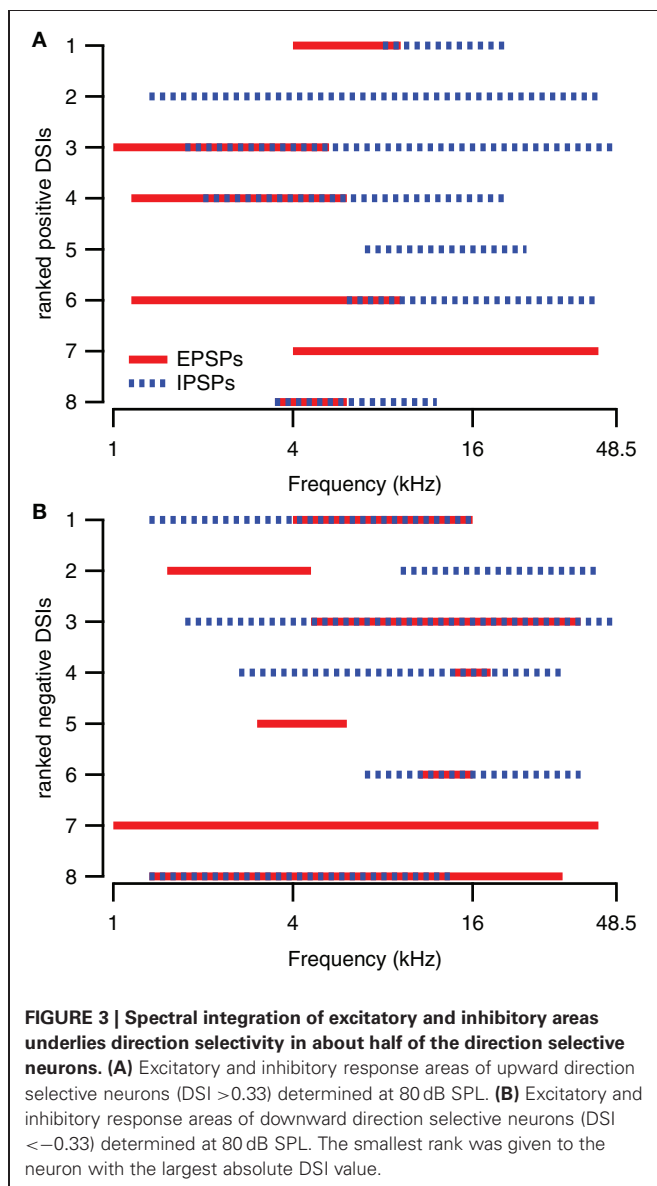 A
ranked positive DSIs
1
2
3
4
5
6
7
8
EPSPs
IPSPs
1
4
16
48.5
Frequency (kHz)
B
ranked negative DSIs
1
2
3
4
5
6
7
8
1
4
16
48.5
Frequency (kHz)
FIGURE 3 | Spectral integration of excitatory and inhibitory areas
underlies direction selectivity in about half of the direction selective
neurons. (A) Excitatory and inhibitory response areas of upward direction
selective neurons (DSI >0.33) determined at 80 dB SPL. (B) Excitatory and
inhibitory response areas of downward direction selective neurons (DSI
<−0.33) determined at 80 dB SPL. The smallest rank was given to the
neuron with the largest absolute DSI value.